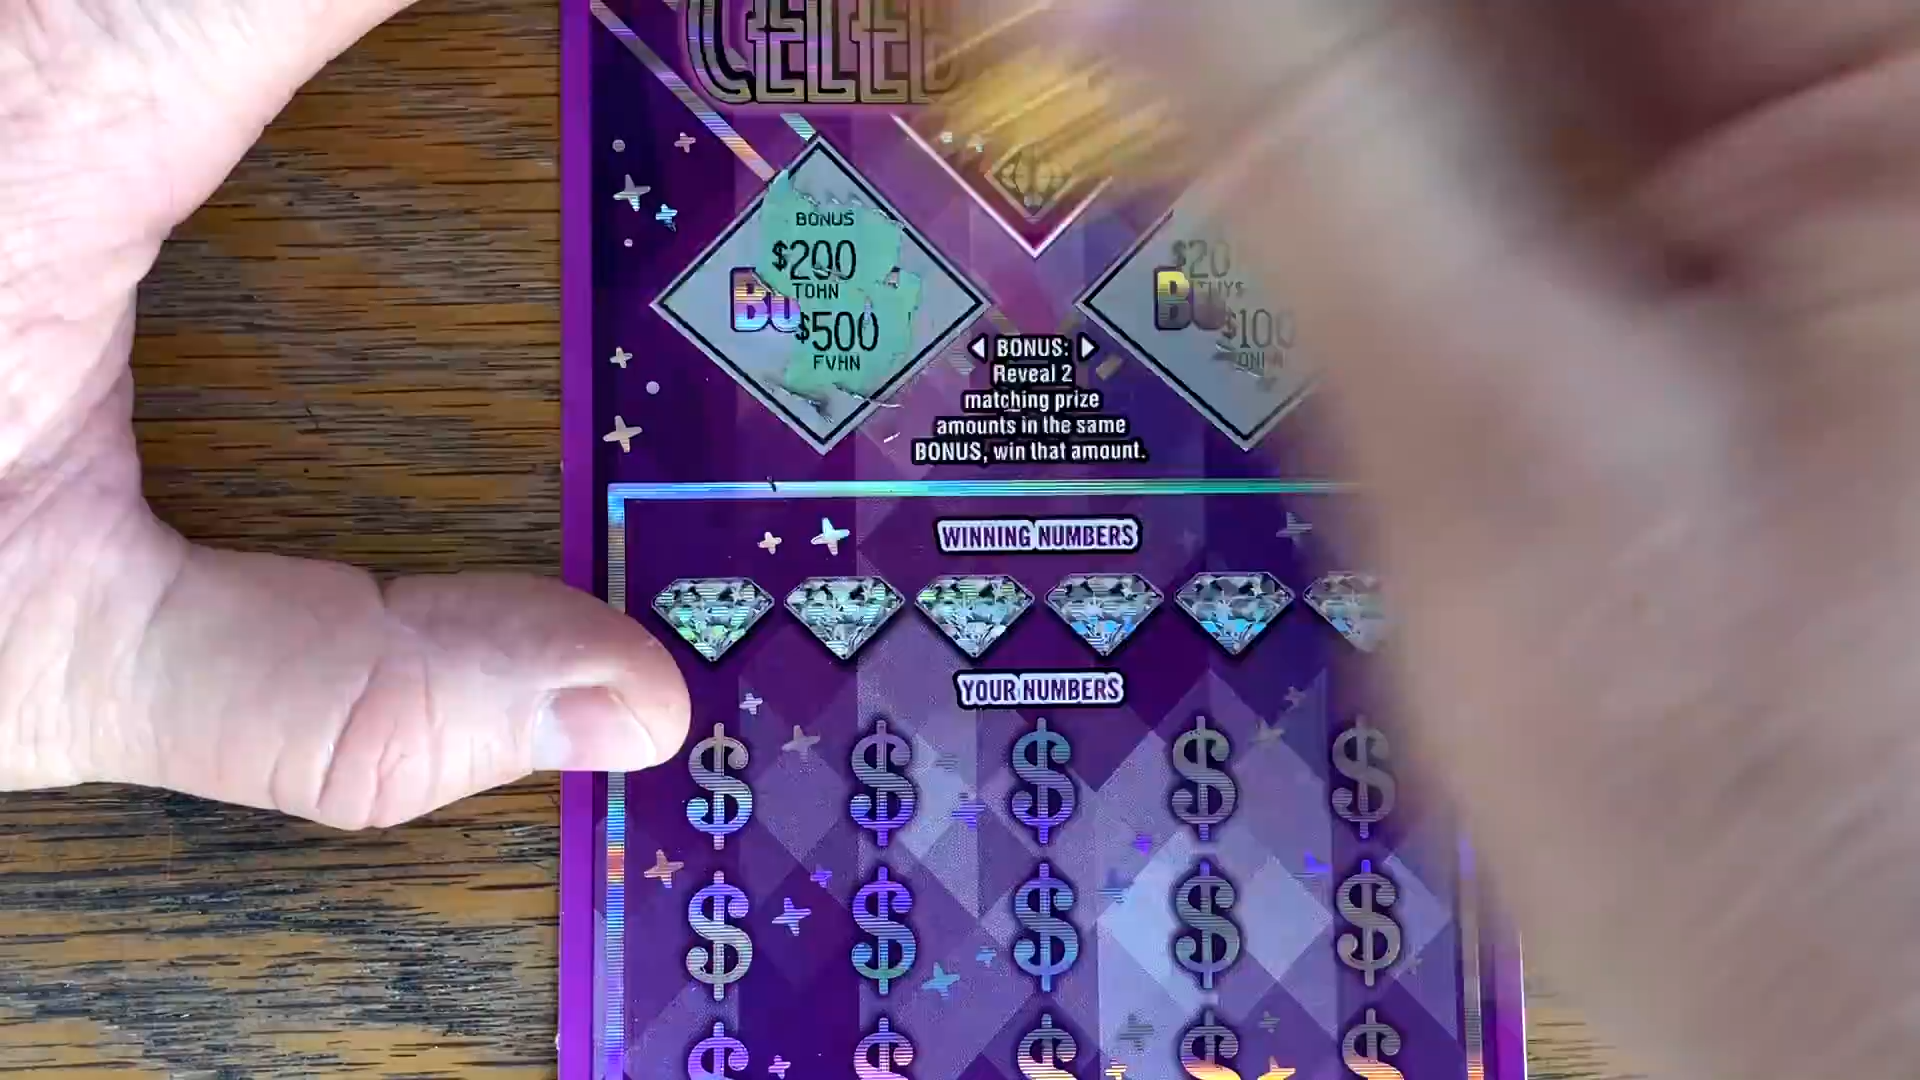 BONUS
$200
TOHN
$500
FVHN
BONUS:
Reveal 2
matching prize
amounts in the same
BONUS, win that amount.
WINNING NUMBERS
YOUR NUMBERS
$ $ $ $ $
$ $ $ $ $
$ $ $ $ $